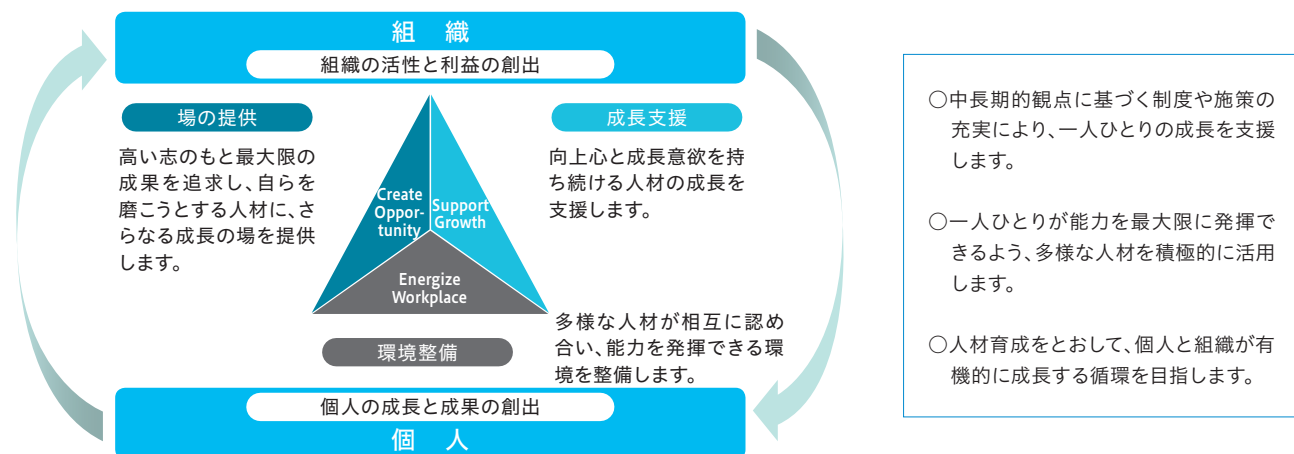 組 織
組織の活性と利益の創出
場の提供
高い志のもと最大限の
成果を追求し、自らを
磨こうとする人材に、さ
らなる成長の場を提供
します。
成長支援
向上心と成長意欲を持
ち続ける人材の成長を
支援します。
Create
Oppor-
tunity
Support
Growth
Energize
Workplace
環境整備
多様な人材が相互に認め
合い、能力を発揮できる環
境を整備します。
個人の成長と成果の創出
個 人
○中長期的観点に基づく制度や施策の
充実により、一人ひとりの成長を支援
します。
○一人ひとりが能力を最大限に発揮で
きるよう、多様な人材を積極的に活用
します。
○人材育成をとおして、個人と組織が有
機的に成長する循環を目指します。